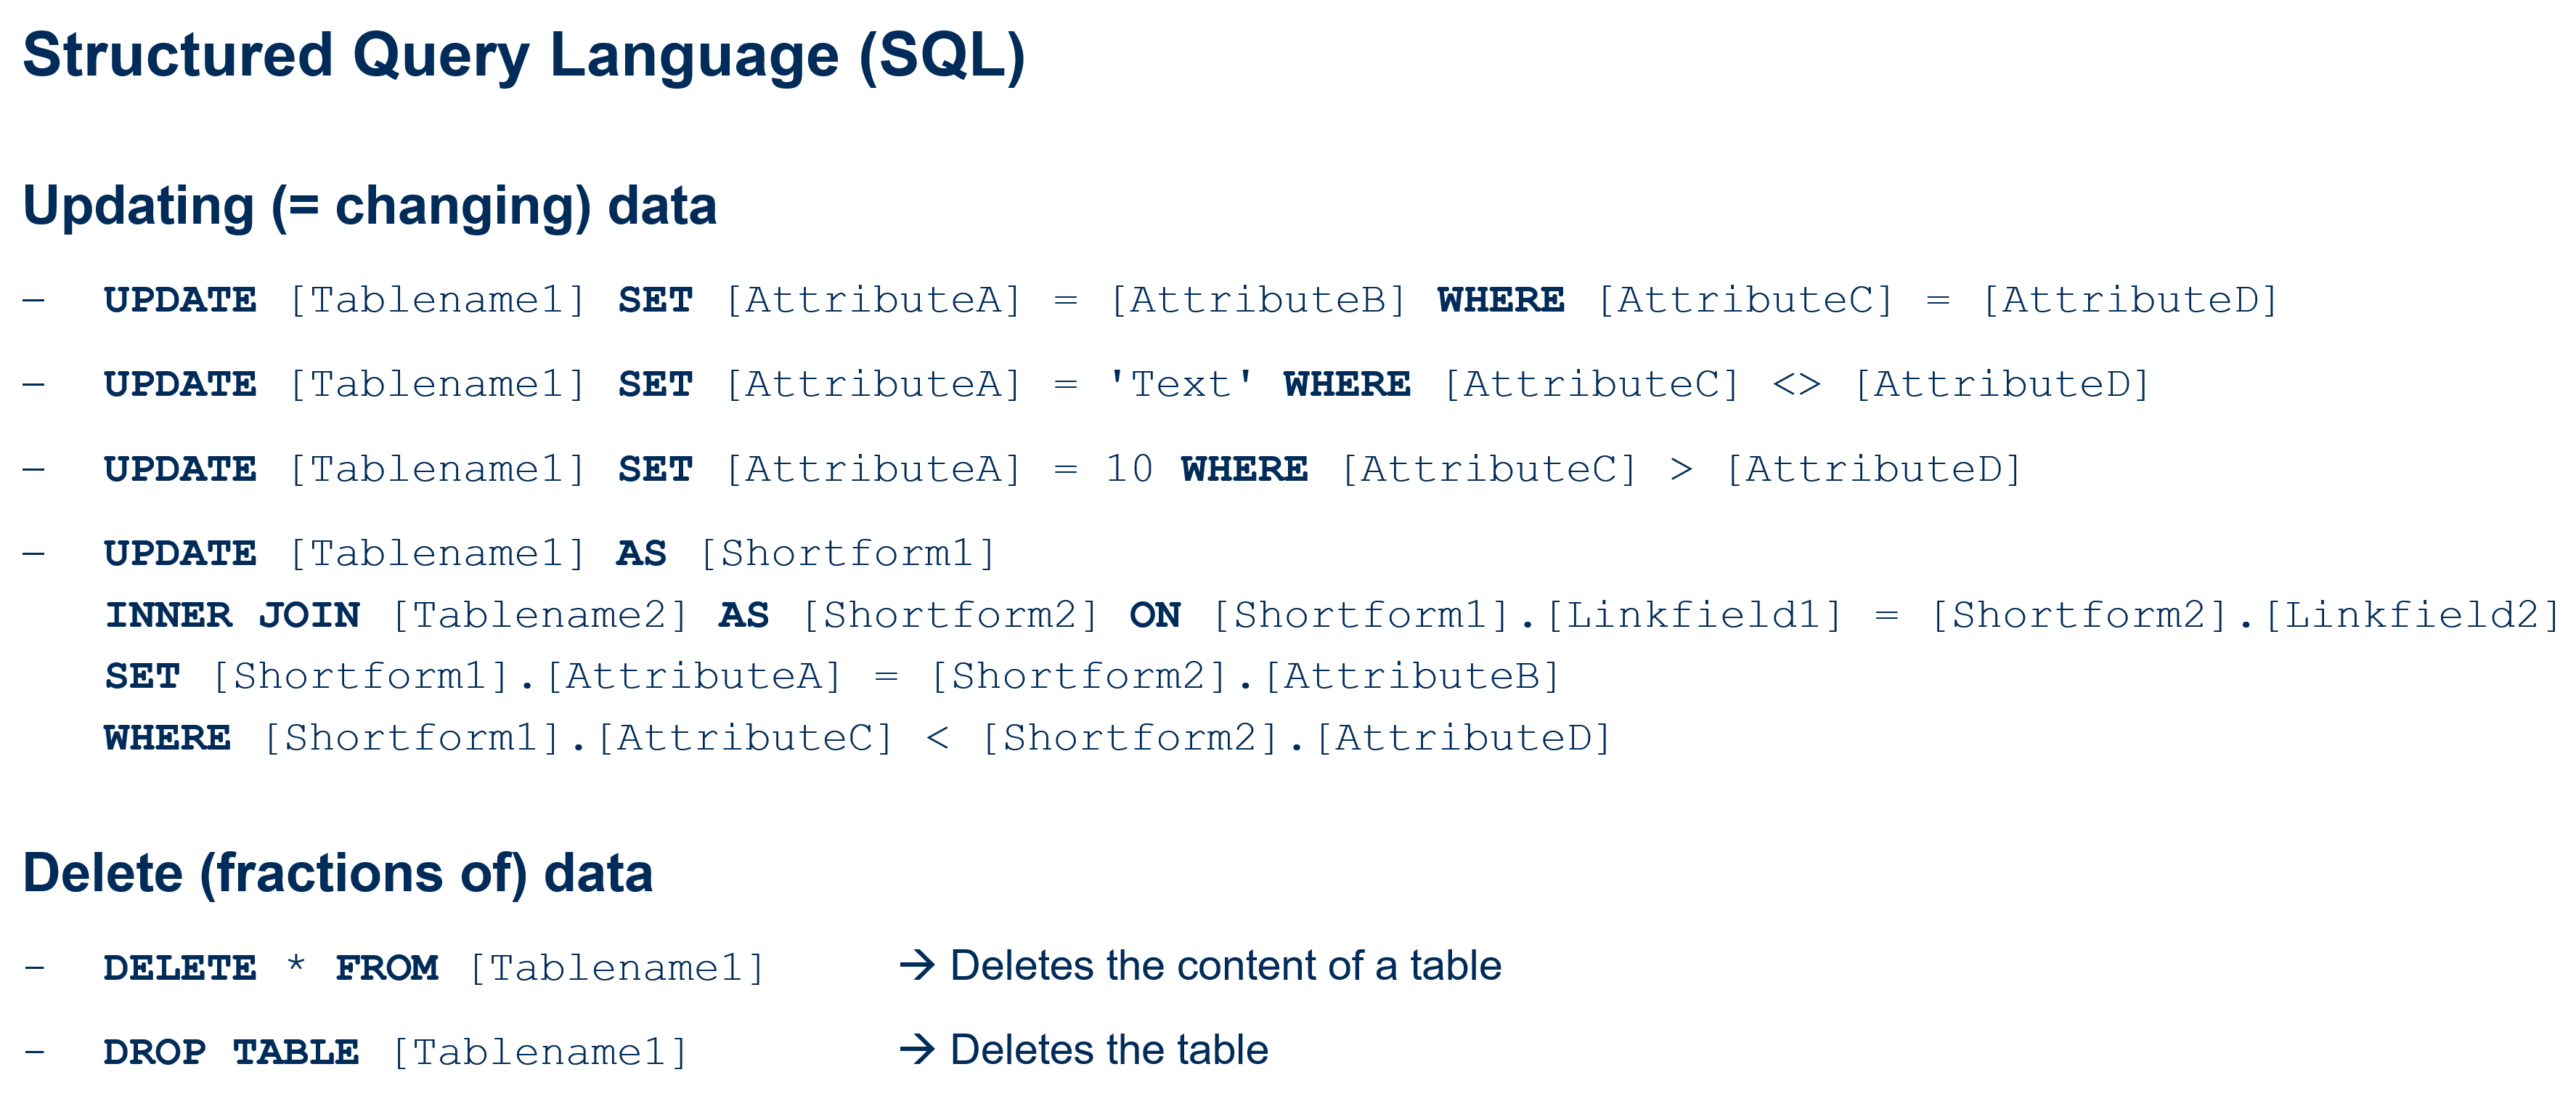 Structured Query Language (SQL)
Updating (= changing) data
– UPDATE [Tablename1] SET [AttributeA] = [AttributeB] WHERE [AttributeC] = [AttributeD]
– UPDATE [Tablename1] SET [AttributeA] = 'Text' WHERE [AttributeC] <> [AttributeD]
– UPDATE [Tablename1] SET [AttributeA] = 10 WHERE [AttributeC] > [AttributeD]
– UPDATE [Tablename1] AS [Shortform1]
INNER JOIN [Tablename2] AS [Shortform2] ON [Shortform1].[Linkfield1] = [Shortform2].[Linkfield2]
SET [Shortform1].[AttributeA] = [Shortform2].[AttributeB]
WHERE [Shortform1].[AttributeC] < [Shortform2].[AttributeD]
Delete (fractions of) data
- DELETE * FROM [Tablename1] → Deletes the content of a table
- DROP TABLE [Tablename1] → Deletes the table